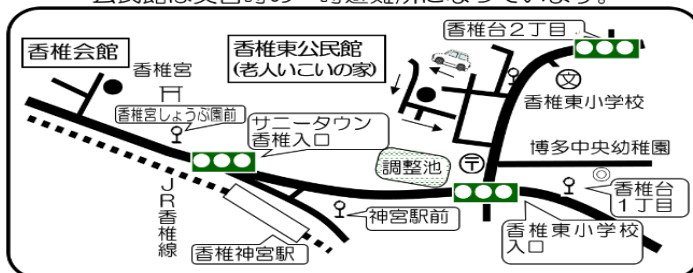 公民館は災害時の一時避難所になっています。
香椎台２丁目
香椎会館
香椎東公民館
(老人いこいの家)
香椎宮
文
香椎東小学校
香椎宮しょうぶ園前
サニータウン
香椎入口
博多中央幼稚園
調整池
〒
ＪＲ香椎線
神宮駅前
香椎台
１丁目
香椎東小学校
入口
香椎神宮駅